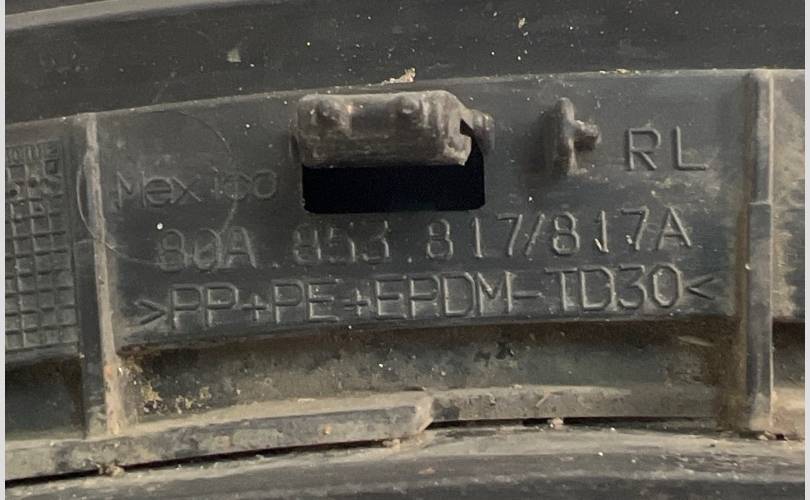 RL
Mexico
80A.853.817/817A
>PP+PE+EPDM-TD30<